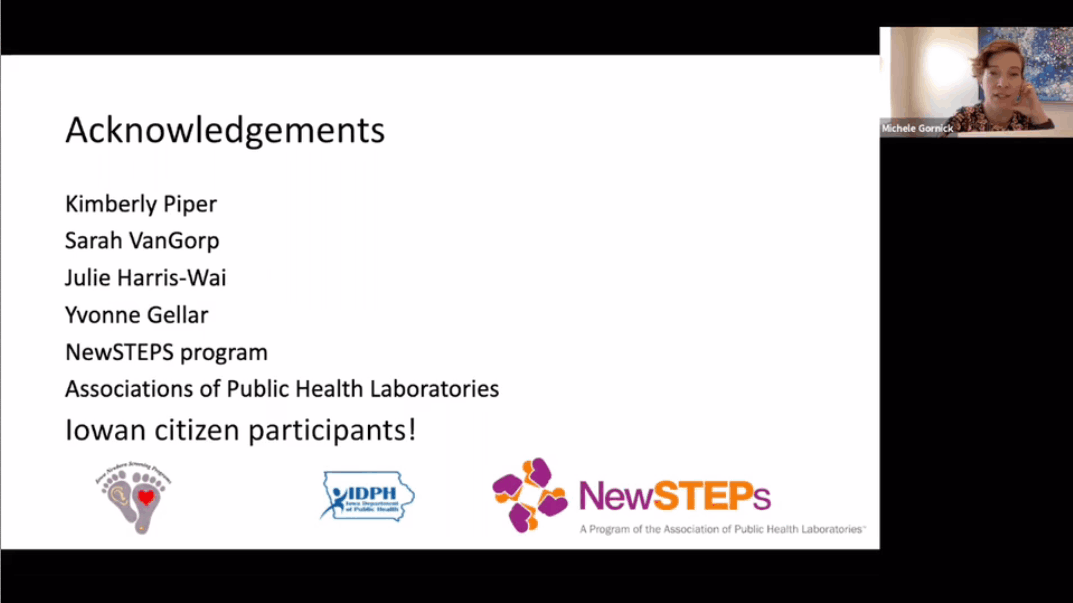 Acknowledgements
Michele Gornick
Kimberly Piper
Sarah VanGorp
Julie Harris-Wai
Yvonne Gellar
NewSTEPS program
Associations of Public Health Laboratories
Iowan citizen participants!
Iowa Newborn Screening Program
IDPH
Iowa Department
of Public Health
NewSTEPs
A Program of the Association of Public Health Laboratories™